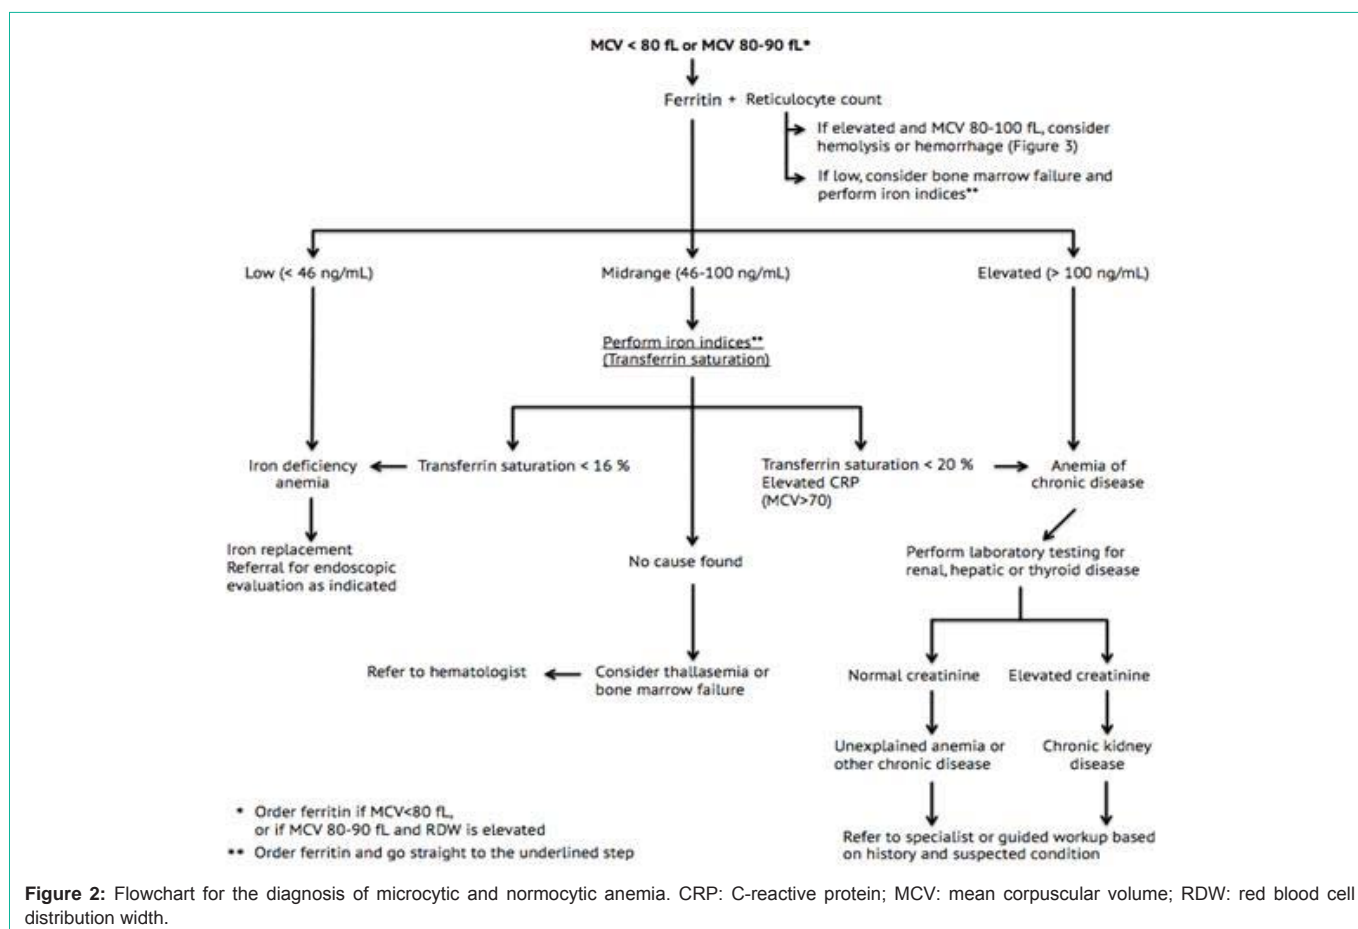 MCV < 80 fL or MCV 80-90 fL*
Ferritin + Reticulocyte count
If elevated and MCV 80-100 fL, consider
hemolysis or hemorrhage (Figure 3)
If low, consider bone marrow failure and
perform iron indices**
Low (< 46 ng/mL)
Midrange (46-100 ng/mL)
Elevated (> 100 ng/mL)
Perform iron indices**
(Transferrin saturation)
Iron deficiency
anemia
Transferrin saturation < 16 %
Transferrin saturation < 20 %
Elevated CRP
(MCV>70)
Anemia of
chronic disease
Iron replacement
Referral for endoscopic
evaluation as indicated
No cause found
Perform laboratory testing for
renal, hepatic or thyroid disease
Refer to hematologist
Consider thallasemia or
bone marrow failure
Normal creatinine
Elevated creatinine
Unexplained anemia or
other chronic disease
Chronic kidney
disease
Refer to specialist or guided workup based
on history and suspected condition
* Order ferritin if MCV<80 fL,
or if MCV 80-90 fL and RDW is elevated
** Order ferritin and go straight to the underlined step
Figure 2: Flowchart for the diagnosis of microcytic and normocytic anemia. CRP: C-reactive protein; MCV: mean corpuscular volume; RDW: red blood cell
distribution width.